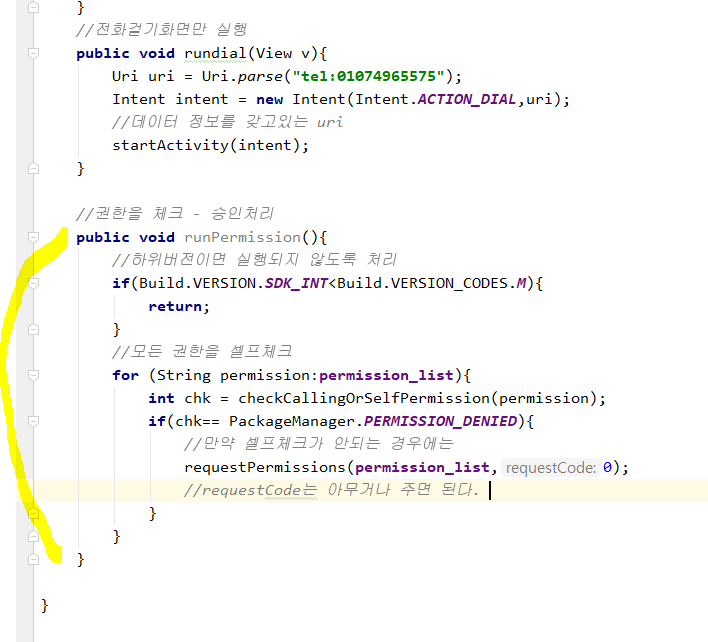 }
//전화걸기화면만 실행
public void rundial(View v){
Uri uri = Uri.parse("tel:01074965575");
Intent intent = new Intent(Intent.ACTION_DIAL,uri);
//데이터 정보를 갖고있는 uri
startActivity(intent);
}
//권한을 체크 - 승인처리
public void runPermission(){
//하위버전이면 실행되지 않도록 처리
if(Build.VERSION.SDK_INT<Build.VERSION_CODES.M){
return;
}
//모든 권한을 셀프체크
for (String permission:permission_list){
int chk = checkCallingOrSelfPermission(permission);
if(chk== PackageManager.PERMISSION_DENIED){
//만약 셀프체크가 안되는 경우에는
requestPermissions(permission_list, requestCode: 0);
//requestCode는 아무거나 주면 된다.
}
}
}
}